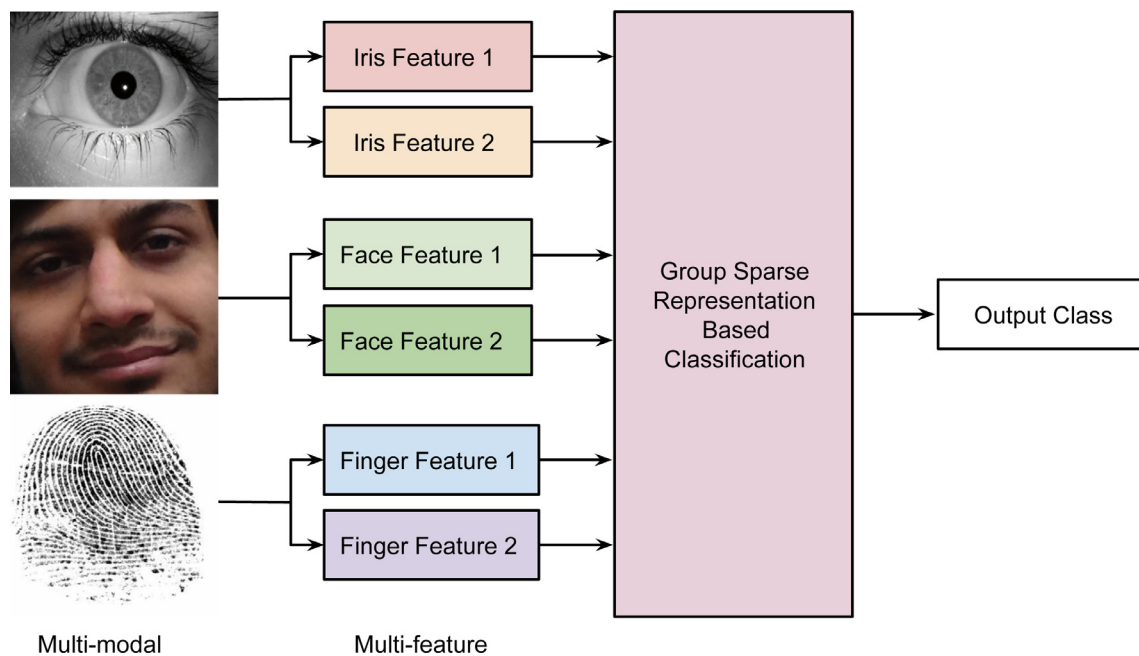 Iris Feature 1
Iris Feature 2
Face Feature 1
Face Feature 2
Finger Feature 1
Finger Feature 2
Group Sparse
Representation
Based
Classification
Output Class
Multi-modal
Multi-feature